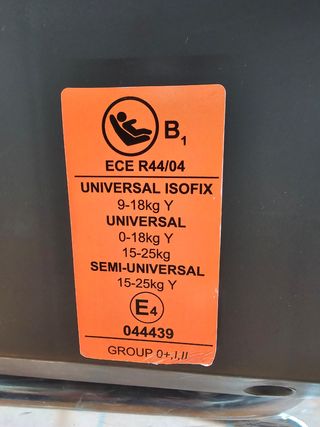 B1
ECE R44/04
UNIVERSAL ISOFIX
9-18kg Y
UNIVERSAL
0-18kg Y
15-25kg
SEMI-UNIVERSAL
15-25kg Y
E4
044439
GROUP 0+,I,II